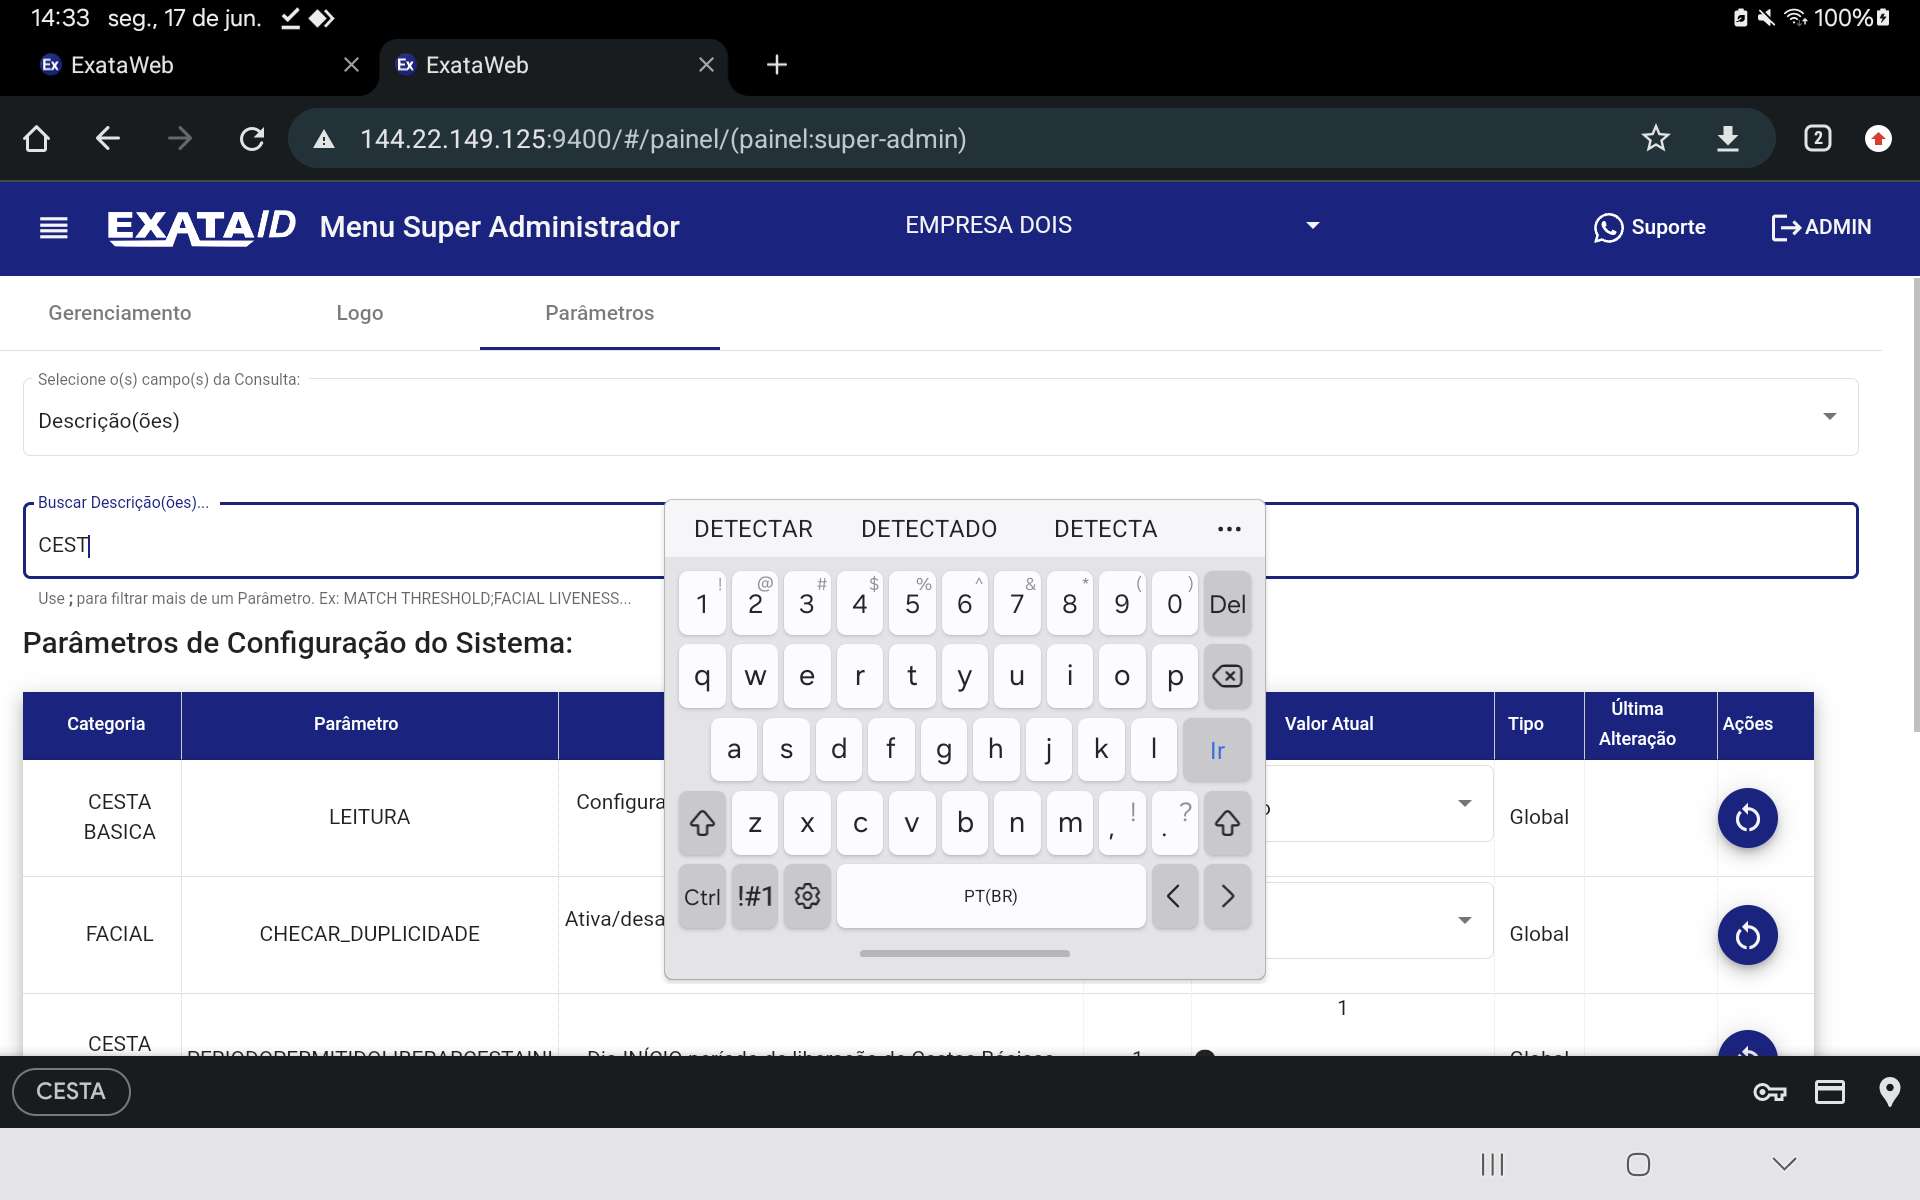 14:33 seg., 17 de jun. 100%
Ex ExataWeb Ex ExataWeb
144.22.149.125:9400/#/painel/(painel:super-admin) 2
EXATAID Menu Super Administrador EMPRESA DOIS Suporte ADMIN
Gerenciamento Logo Parâmetros
Selecione o(s) campo(s) da Consulta:
Descrição(ões)
Buscar Descrição(ões)...
CEST
Use ; para filtrar mais de um Parâmetro. Ex: MATCH THRESHOLD;FACIAL LIVENESS...
Parâmetros de Configuração do Sistema:
Categoria Parâmetro Valor Atual Tipo Última Alteração Ações
CESTA BASICA LEITURA Configura Global
FACIAL CHECAR_DUPLICIDADE Ativa/desa Global
1
CESTA PERIODOPERMITIDOLIBERARCESTAINI Dia INÍCIO período de liberação de Cestas Básicas 1 Global
DETECTAR DETECTADO DETECTA ...
! @ # $ % ^ & * ( )
1 2 3 4 5 6 7 8 9 0 Del
q w e r t y u i o p
a s d f g h j k l Ir
z x c v b n m , ! . ?
Ctrl !#1 PT(BR) < >
CESTA